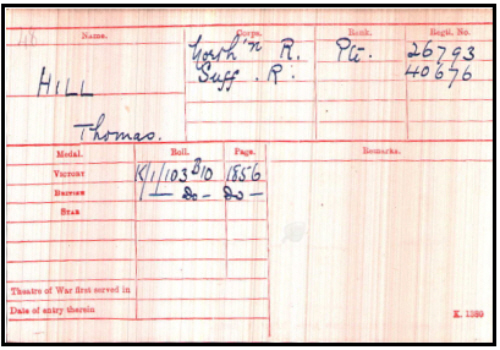 Name. Corps. Rank. Regtl. No.
North'n R. Pte. 26793
HILL Suff. R. 40676
Thomas.
Medal. Roll. Page. Remarks.
VICTORY K/1/103 B10 1856
BRITISH — Do — Do —
STAR
Theatre of War first served in
Date of entry therein
K. 1380